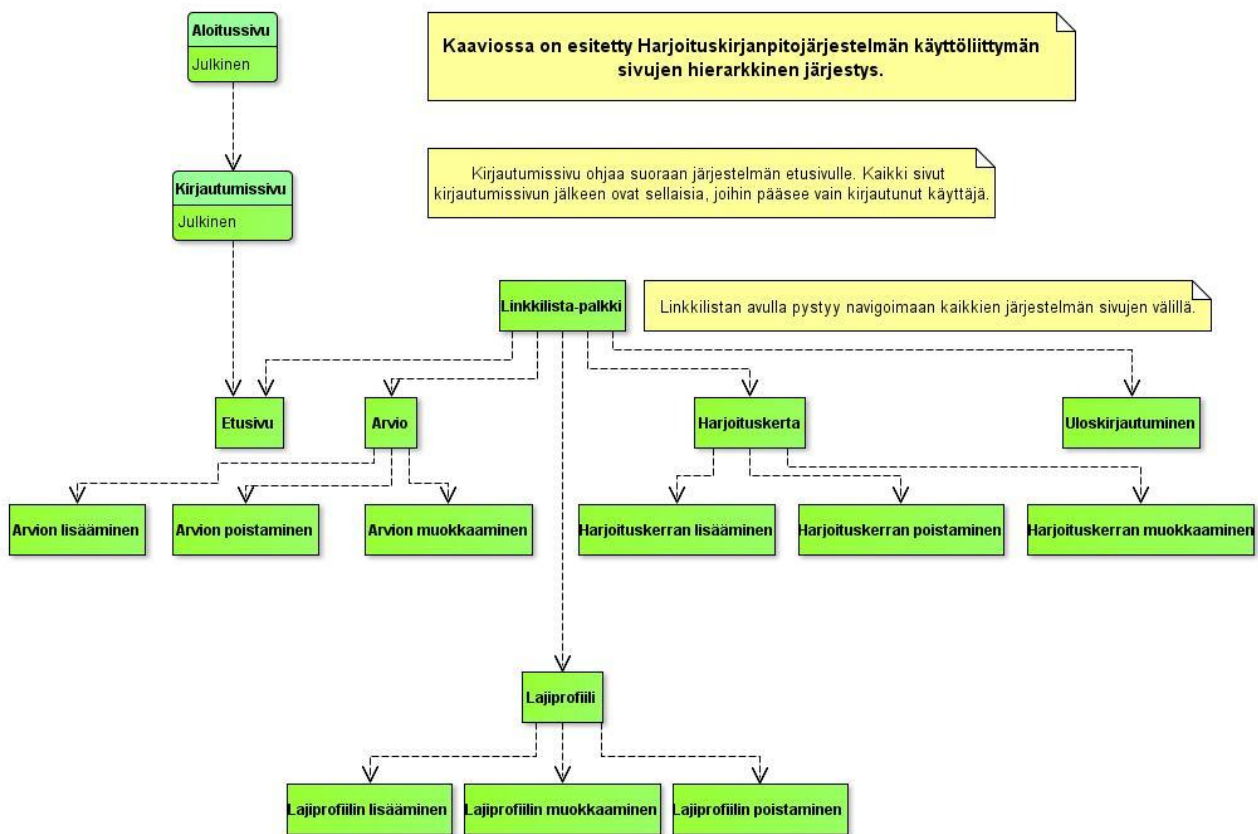 Aloitussivu
Julkinen
Kaaviossa on esitetty Harjoituskirjanpitojärjestelmän käyttöliittymän
sivujen hierarkkinen järjestys.
Kirjautumissivu
Julkinen
Kirjautumissivu ohjaa suoraan järjestelmän etusivulle. Kaikki sivut
kirjautumissivun jälkeen ovat sellaisia, joihin pääsee vain kirjautunut käyttäjä.
Linkkilista-palkki
Linkkilistan avulla pystyy navigoimaan kaikkien järjestelmän sivujen välillä.
Etusivu
Arvio
Harjoituskerta
Uloskirjautuminen
Arvion lisääminen
Arvion poistaminen
Arvion muokkaaminen
Harjoituskerran lisääminen
Harjoituskerran poistaminen
Harjoituskerran muokkaaminen
Lajiprofiili
Lajiprofiilin lisääminen
Lajiprofiilin muokkaaminen
Lajiprofiilin poistaminen